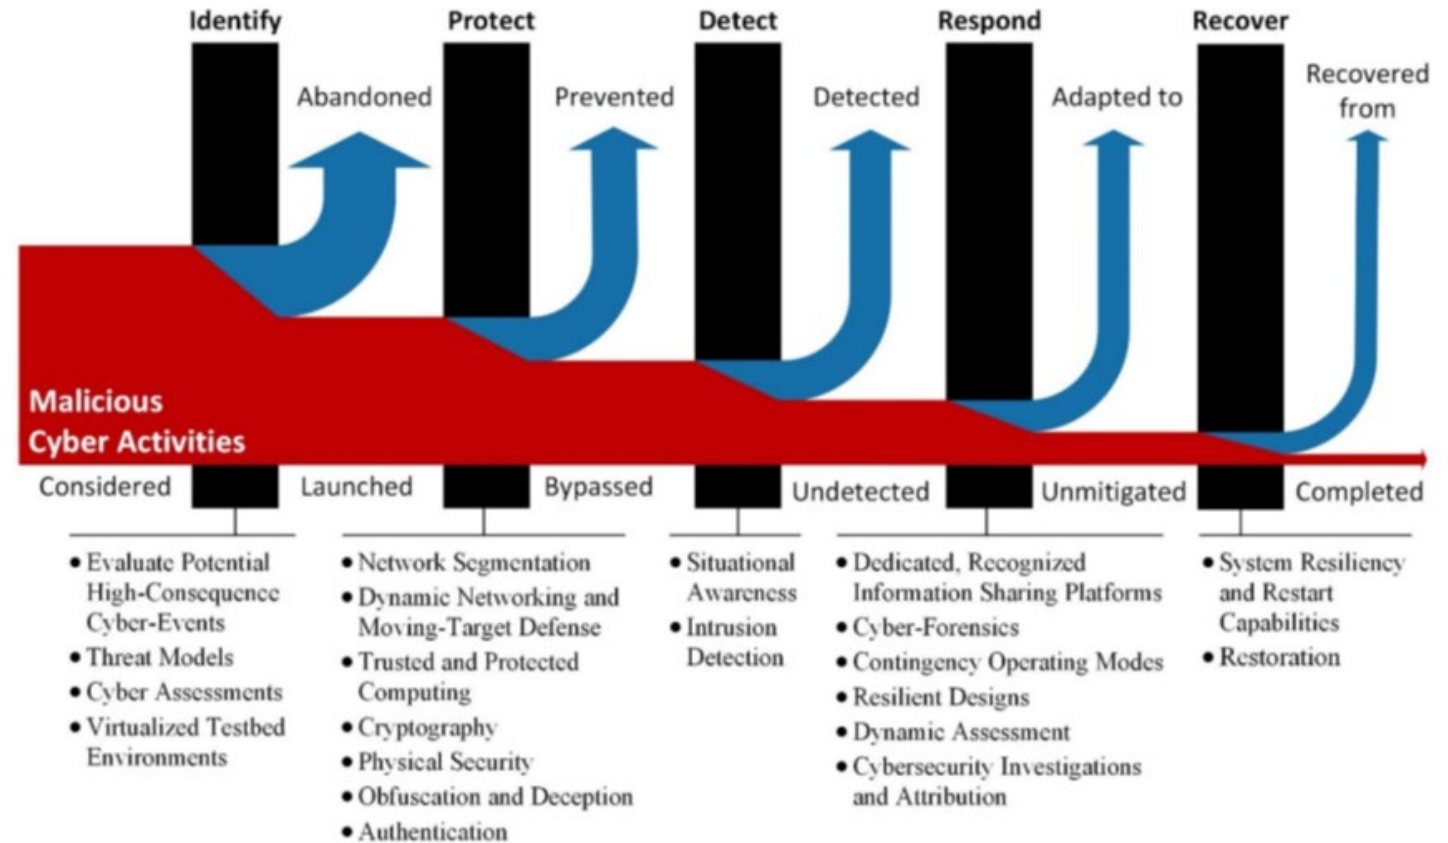 Identify
Protect
Detect
Respond
Recover
Abandoned
Prevented
Detected
Adapted to
Recovered
from
Malicious
Cyber Activities
Considered
Launched
Bypassed
Undetected
Unmitigated
Completed
• Evaluate Potential
High-Consequence
Cyber-Events
• Threat Models
• Cyber Assessments
• Virtualized Testbed
Environments
• Network Segmentation
• Dynamic Networking and
Moving-Target Defense
• Trusted and Protected
Computing
• Cryptography
• Physical Security
• Obfuscation and Deception
• Authentication
• Situational
Awareness
• Intrusion
Detection
• Dedicated, Recognized
Information Sharing Platforms
• Cyber-Forensics
• Contingency Operating Modes
• Resilient Designs
• Dynamic Assessment
• Cybersecurity Investigations
and Attribution
• System Resiliency
and Restart
Capabilities
• Restoration